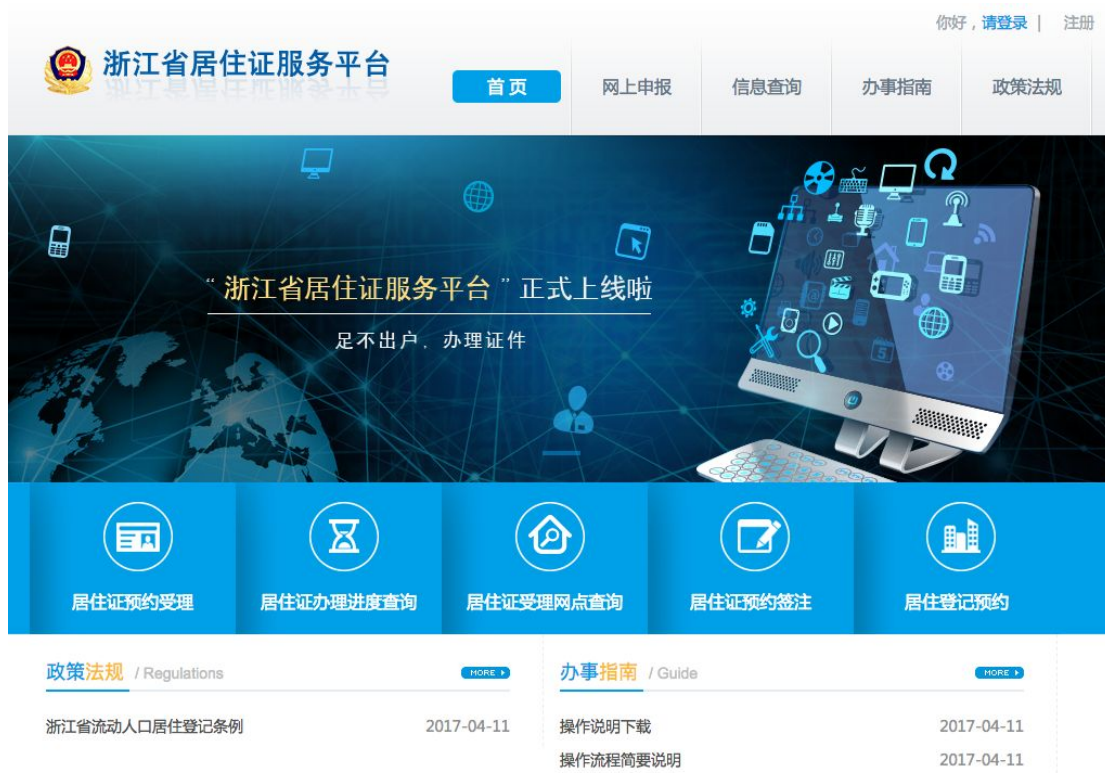 你好，请登录 | 注册
浙江省居住证服务平台
首页 网上申报 信息查询 办事指南 政策法规
“浙江省居住证服务平台”正式上线啦
足不出户，办理证件
居住证预约受理 居住证办理进度查询 居住证受理网点查询 居住证预约签注 居住登记预约
政策法规 / Regulations MORE
浙江省流动人口居住登记条例 2017-04-11
办事指南 / Guide MORE
操作说明下载 2017-04-11
操作流程简要说明 2017-04-11